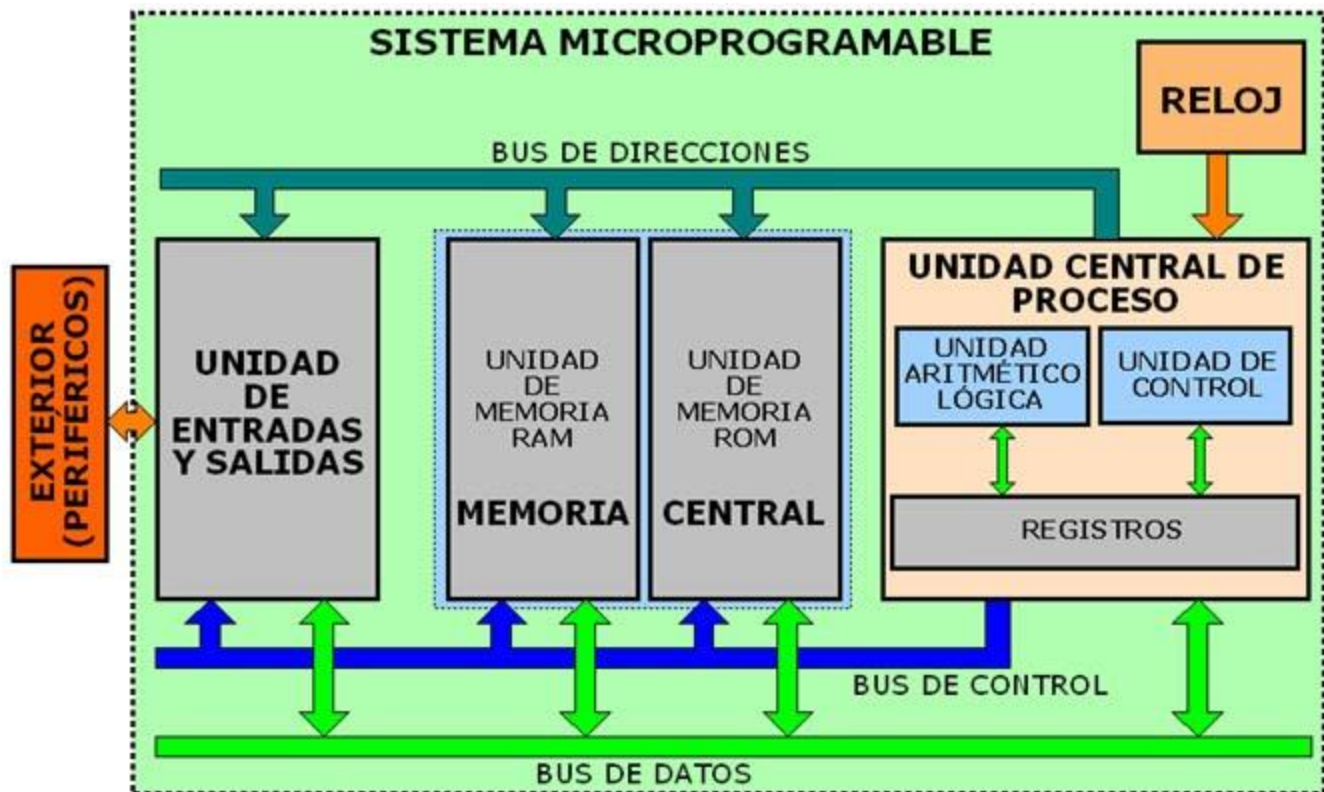 SISTEMA MICROPROGRAMABLE
RELOJ
BUS DE DIRECCIONES
EXTERIOR
(PERIFERICOS)
UNIDAD
DE
ENTRADAS
Y SALIDAS
UNIDAD
DE
MEMORIA
RAM
MEMORIA
UNIDAD
DE
MEMORIA
ROM
CENTRAL
UNIDAD CENTRAL DE
PROCESO
UNIDAD
ARITMÉTICO
LÓGICA
UNIDAD DE
CONTROL
REGISTROS
BUS DE CONTROL
BUS DE DATOS